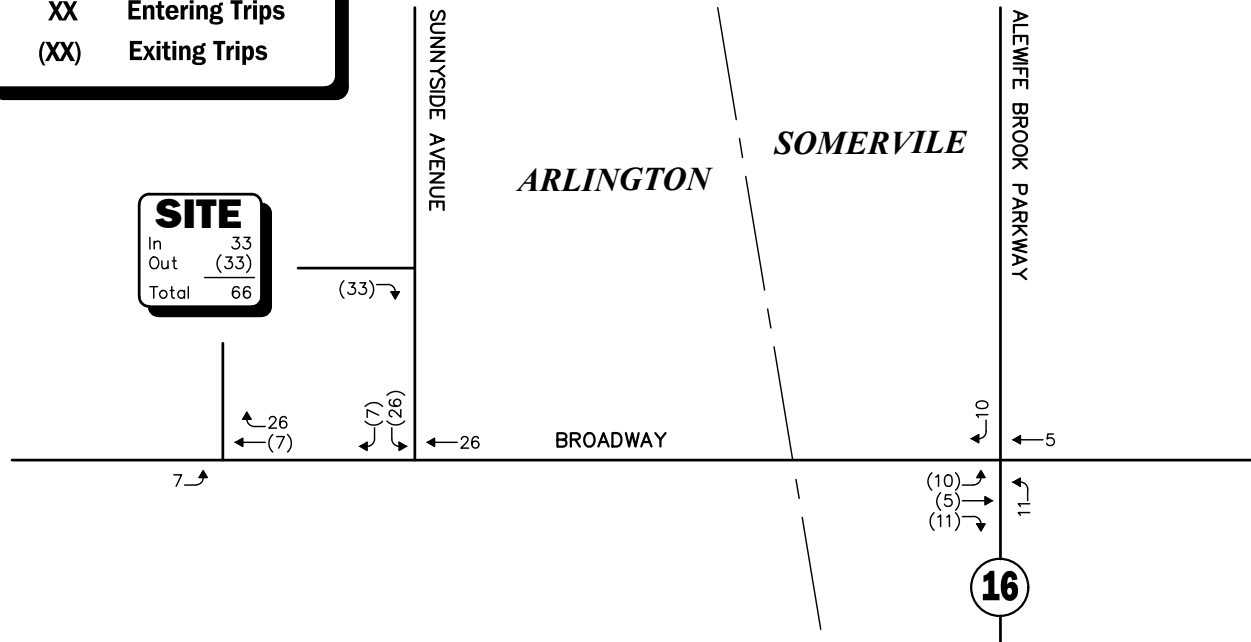 XX Entering Trips
(XX) Exiting Trips
SUNNYSIDE AVENUE
ALEWIFE BROOK PARKWAY
SOMERVILE
ARLINGTON
SITE
In 33
Out (33)
Total 66
(33)
26
(7)
7
(7)
(26)
26
BROADWAY
10
5
(10)
(5)
(11)
11
16